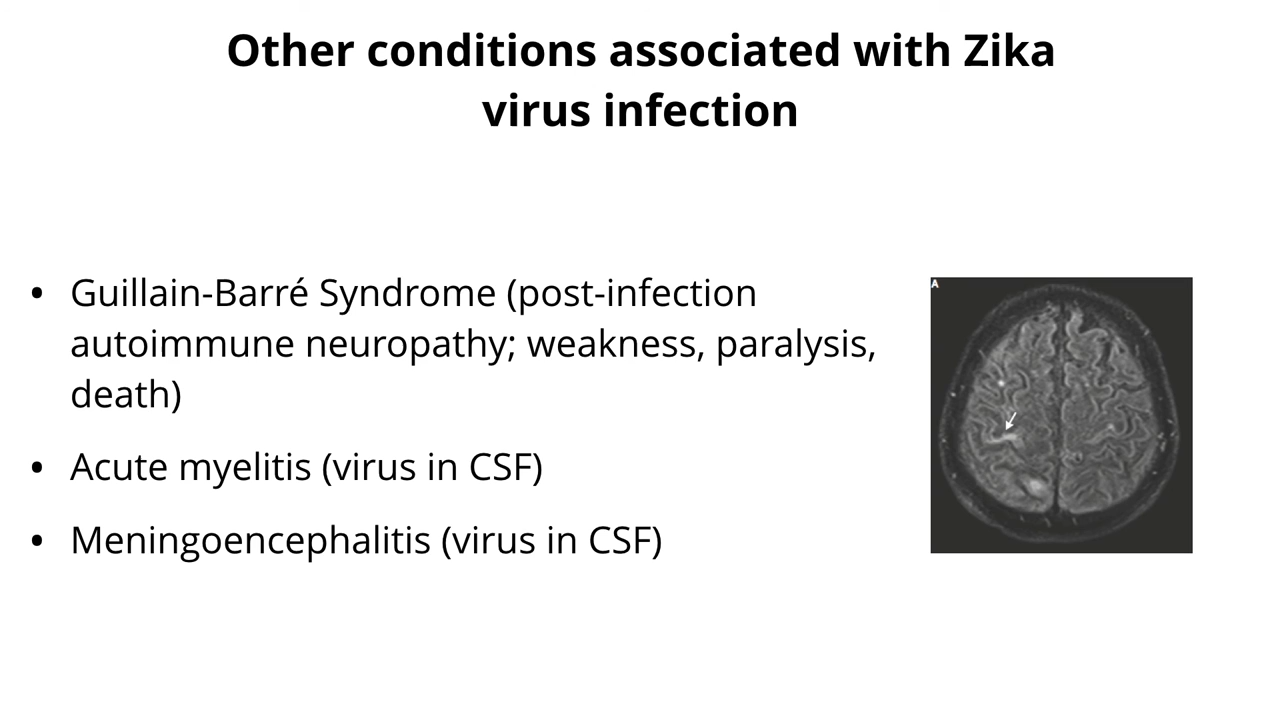 Other conditions associated with Zika
virus infection
• Guillain-Barré Syndrome (post-infection
autoimmune neuropathy; weakness, paralysis,
death)
• Acute myelitis (virus in CSF)
• Meningoencephalitis (virus in CSF)
A